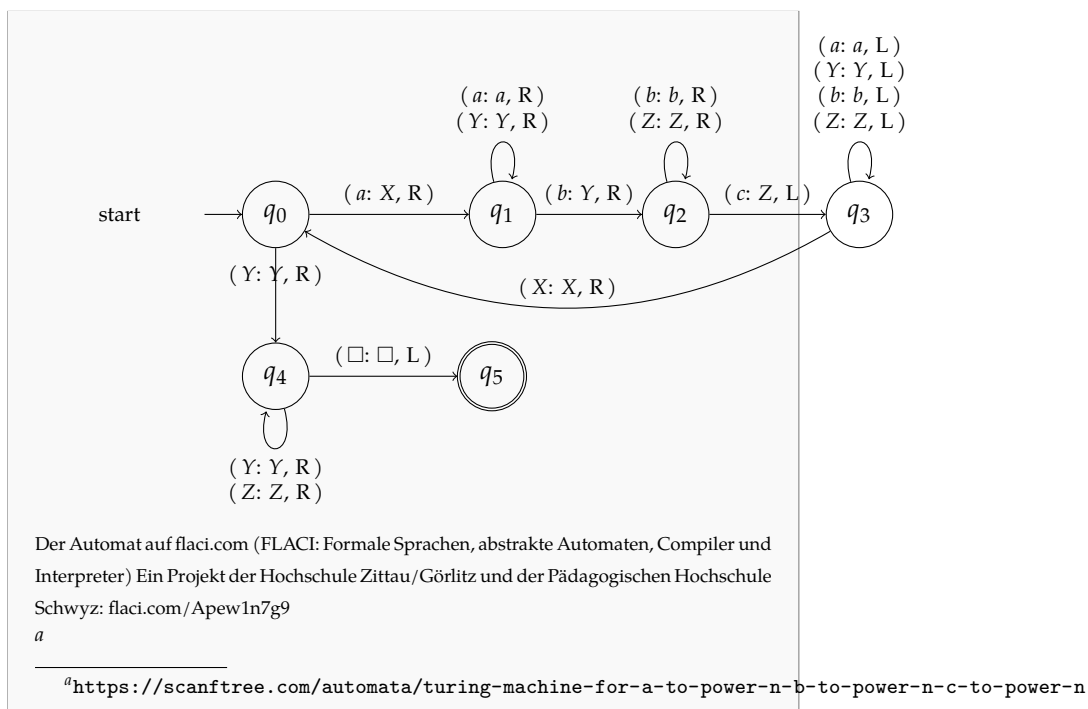 ( a: a, L)
( Y: Y, L)
( a: a, R) ( b: b, R) ( b: b, L)
( Y: Y, R) ( Z: Z, R) ( Z: Z, L)
start q0 ( a: X, R) q1 ( b: Y, R) q2 ( c: Z, L) q3
( Y: Y, R)
( X: X, R)
q4 ( □: □, L) q5
( Y: Y, R)
( Z: Z, R)
Der Automat auf flaci.com (FLACI: Formale Sprachen, abstrakte Automaten, Compiler und
Interpreter) Ein Projekt der Hochschule Zittau/Görlitz und der Pädagogischen Hochschule
Schwyz: flaci.com/Apew1n7g9
a
a https://scanftree.com/automata/turing-machine-for-a-to-power-n-b-to-power-n-c-to-power-n